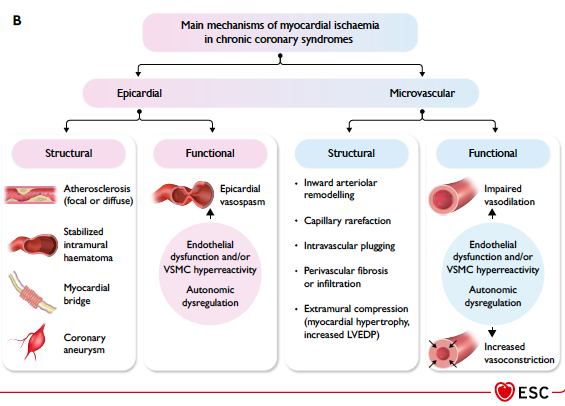 B
Main mechanisms of myocardial ischaemia
in chronic coronary syndromes
Epicardial
Microvascular
Structural
Atherosclerosis
(focal or diffuse)
Stabilized
intramural
haematoma
Myocardial
bridge
Coronary
aneurysm
Functional
Epicardial
vasospasm
Endothelial
dysfunction and/or
VSMC hyperreactivity
Autonomic
dysregulation
Structural
• Inward arteriolar
remodelling
• Capillary rarefaction
• Intravascular plugging
• Perivascular fibrosis
or infiltration
• Extramural compression
(myocardial hypertrophy,
increased LVEDP)
Functional
Impaired
vasodilation
Endothelial
dysfunction and/or
VSMC hyperreactivity
Autonomic
dysregulation
Increased
vasoconstriction
ESC